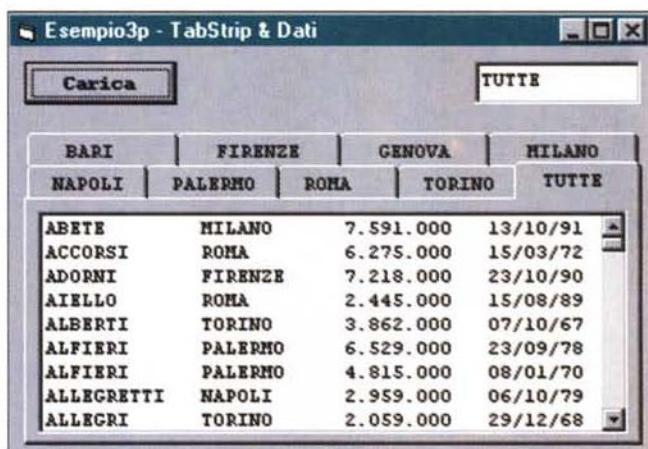 Esempio3p - TabStrip & Dati
Carica TUTTE
BARI FIRENZE GENOVA MILANO
NAPOLI PALERMO ROMA TORINO TUTTE
ABETE MILANO 7.591.000 13/10/91
ACCORSI ROMA 6.275.000 15/03/72
ADORNI FIRENZE 7.218.000 23/10/90
AIELLO ROMA 2.445.000 15/08/89
ALBERTI TORINO 3.862.000 07/10/67
ALFIERI PALERMO 6.529.000 23/09/78
ALFIERI PALERMO 4.815.000 08/01/70
ALLEGRETTI NAPOLI 2.959.000 06/10/79
ALLEGRI TORINO 2.059.000 29/12/68